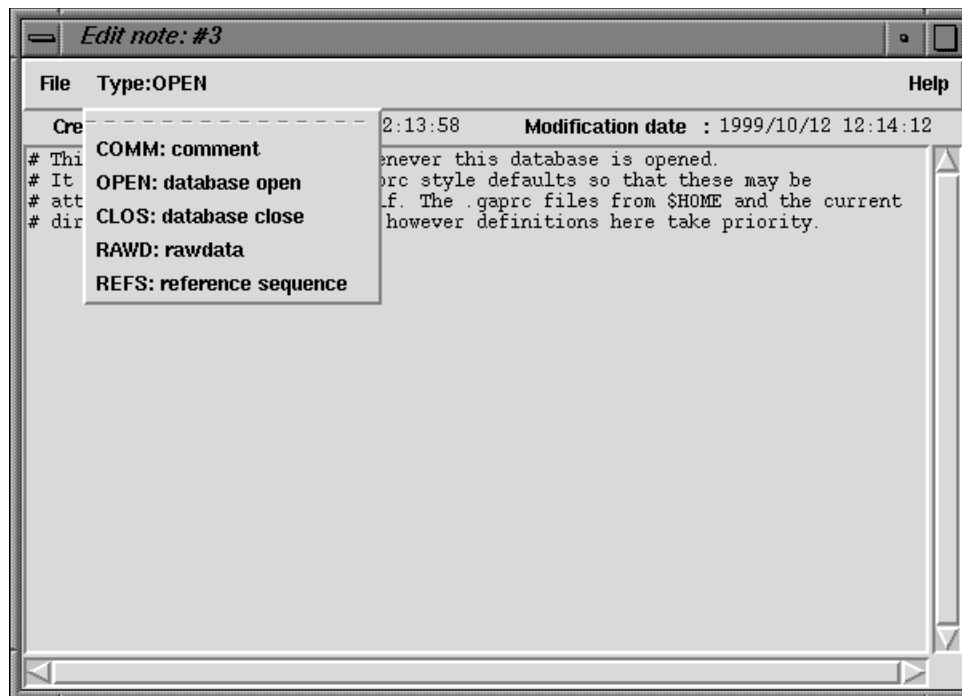 Edit note: #3
File Type:OPEN Help
Cre 2:13:58 Modification date : 1999/10/12 12:14:12
COMM: comment
OPEN: database open
CLOS: database close
RAWD: rawdata
REFS: reference sequence
# Thi enever this database is opened.
# It prc style defaults so that these may be
# att lf. The .gaprc files from $HOME and the current
# dir however definitions here take priority.